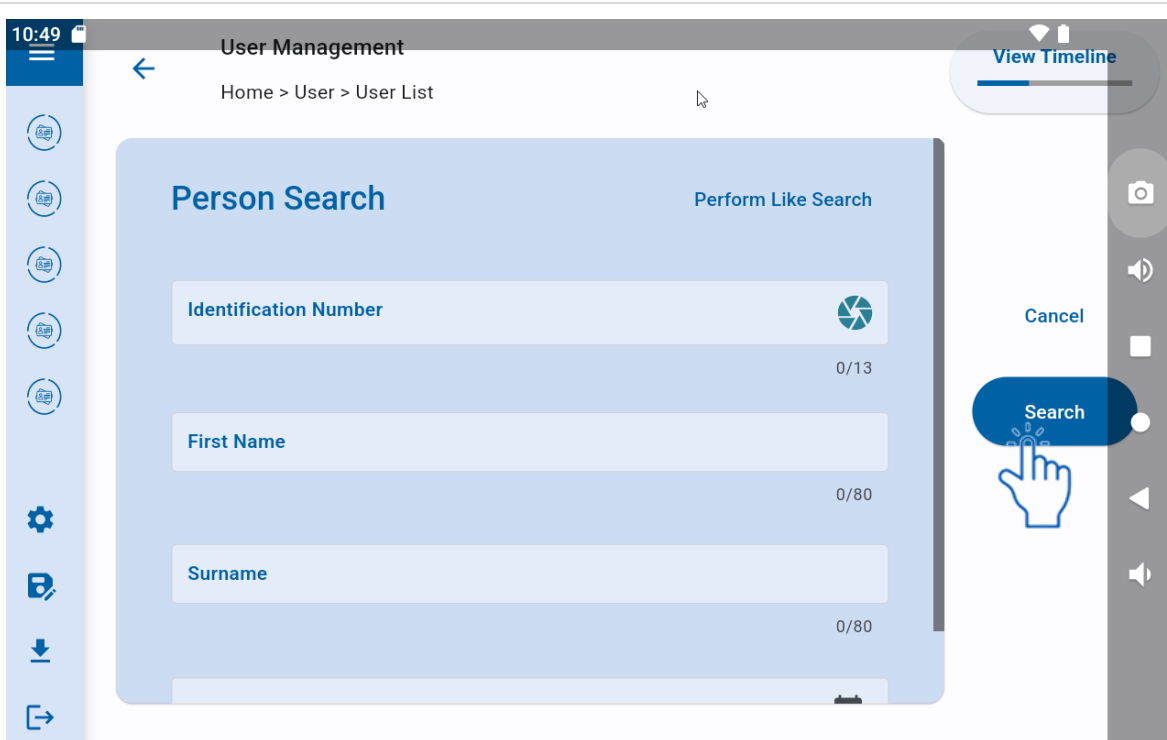 10:49
User Management
View Timeline
Home > User > User List
Person Search
Perform Like Search
Identification Number
0/13
Cancel
Search
First Name
0/80
Surname
0/80